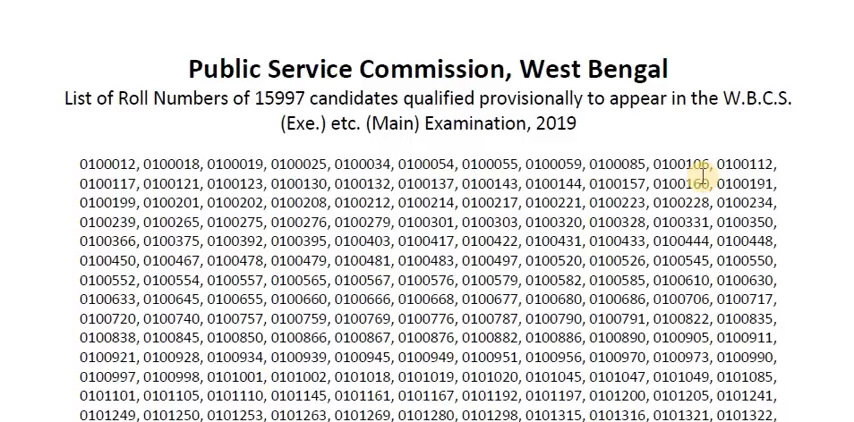 Public Service Commission, West Bengal
List of Roll Numbers of 15997 candidates qualified provisionally to appear in the W.B.C.S.
(Exe.) etc. (Main) Examination, 2019
0100012, 0100018, 0100019, 0100025, 0100034, 0100054, 0100055, 0100059, 0100085, 0100106, 0100112,
0100117, 0100121, 0100123, 0100130, 0100132, 0100137, 0100143, 0100144, 0100157, 0100160, 0100191,
0100199, 0100201, 0100202, 0100208, 0100212, 0100214, 0100217, 0100221, 0100223, 0100228, 0100234,
0100239, 0100265, 0100275, 0100276, 0100279, 0100301, 0100303, 0100320, 0100328, 0100331, 0100350,
0100366, 0100375, 0100392, 0100395, 0100403, 0100417, 0100422, 0100431, 0100433, 0100444, 0100448,
0100450, 0100467, 0100478, 0100479, 0100481, 0100483, 0100497, 0100520, 0100526, 0100545, 0100550,
0100552, 0100554, 0100557, 0100565, 0100567, 0100576, 0100579, 0100582, 0100585, 0100610, 0100630,
0100633, 0100645, 0100655, 0100660, 0100666, 0100668, 0100677, 0100680, 0100686, 0100706, 0100717,
0100720, 0100740, 0100757, 0100759, 0100769, 0100776, 0100787, 0100790, 0100791, 0100822, 0100835,
0100838, 0100845, 0100850, 0100866, 0100867, 0100876, 0100882, 0100886, 0100890, 0100905, 0100911,
0100921, 0100928, 0100934, 0100939, 0100945, 0100949, 0100951, 0100956, 0100970, 0100973, 0100990,
0100997, 0100998, 0101001, 0101002, 0101018, 0101019, 0101020, 0101045, 0101047, 0101049, 0101085,
0101101, 0101105, 0101110, 0101145, 0101161, 0101167, 0101192, 0101197, 0101200, 0101205, 0101241,
0101249, 0101250, 0101253, 0101263, 0101269, 0101280, 0101298, 0101315, 0101316, 0101321, 0101322,